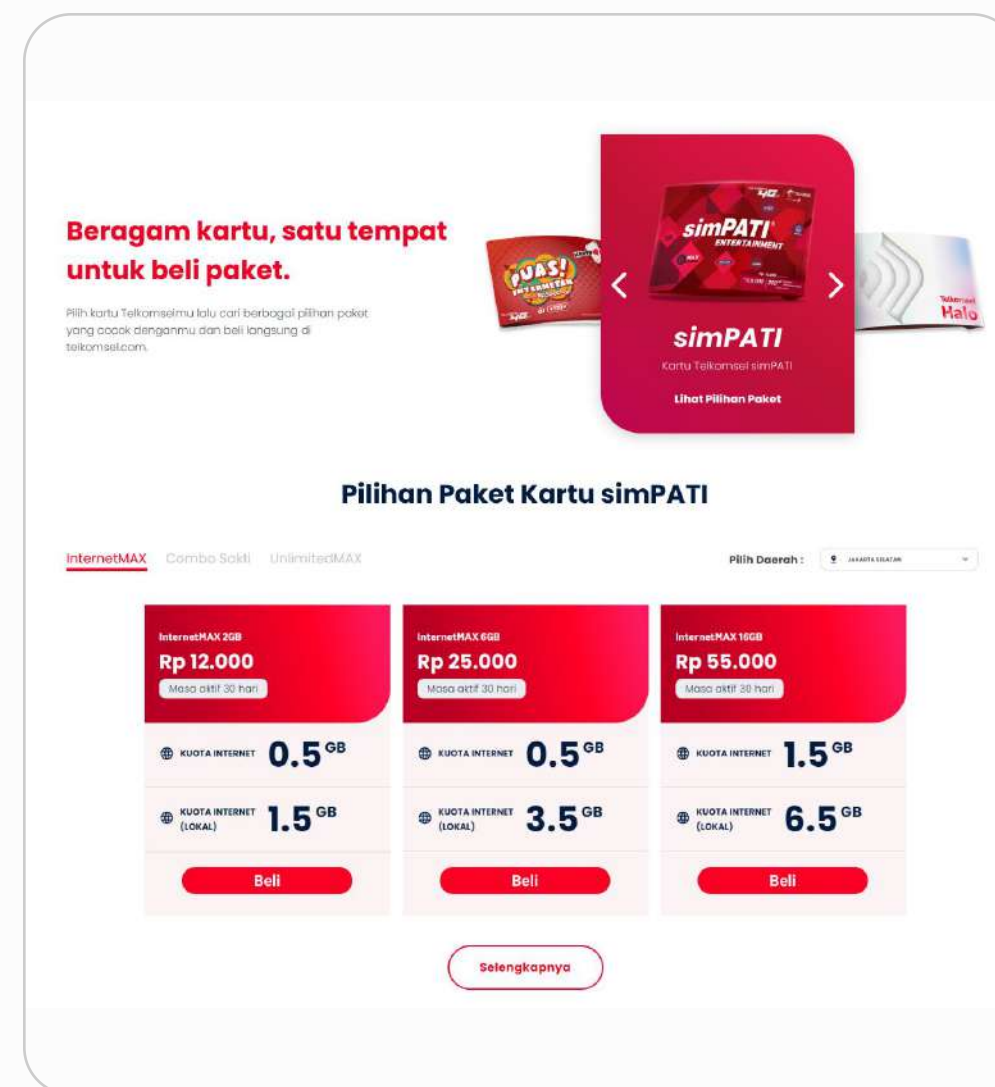 Beragam kartu, satu tempat
untuk beli paket.
Pilih kartu Telkomselmu lalu cari berbagai pilihan paket
yang cocok denganmu dan beli langsung di
telkomsel.com.
PUAS!
INTERNETAN
simPATI
ENTERTAINMENT
4G
MAX
Telkomsel
Halo
simPATI
Kartu Telkomsel simPATI
Lihat Pilihan Paket
Pilihan Paket Kartu simPATI
InternetMAX Combo Sakti UnlimitedMAX
Pilih Daerah : JAKARTA SELATAN
InternetMAX 2GB
Rp 12.000
Masa aktif 30 hari
KUOTA INTERNET 0.5 GB
KUOTA INTERNET
(LOKAL) 1.5 GB
Beli
InternetMAX 6GB
Rp 25.000
Masa aktif 30 hari
KUOTA INTERNET 0.5 GB
KUOTA INTERNET
(LOKAL) 3.5 GB
Beli
InternetMAX 16GB
Rp 55.000
Masa aktif 30 hari
KUOTA INTERNET 1.5 GB
KUOTA INTERNET
(LOKAL) 6.5 GB
Beli
Selengkapnya